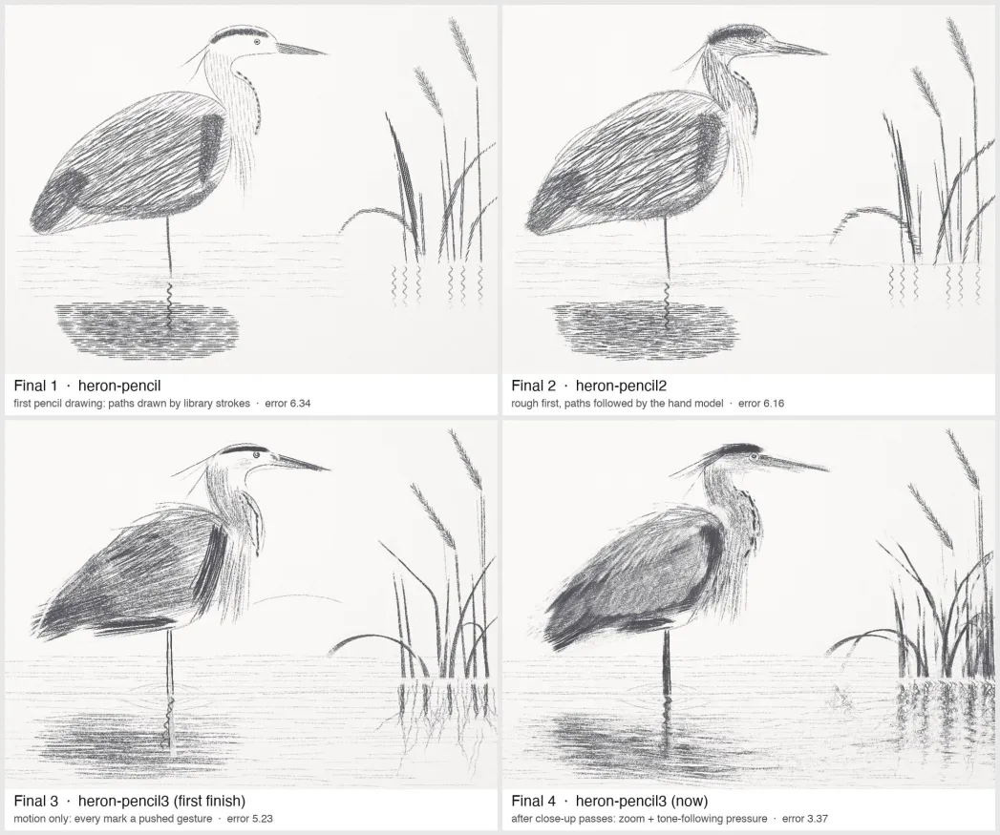 Final 1 · heron-pencil
first pencil drawing: paths drawn by library strokes · error 6.34
Final 2 · heron-pencil2
rough first, paths followed by the hand model · error 6.16
Final 3 · heron-pencil3 (first finish)
motion only: every mark a pushed gesture · error 5.23
Final 4 · heron-pencil3 (now)
after close-up passes: zoom + tone-following pressure · error 3.37